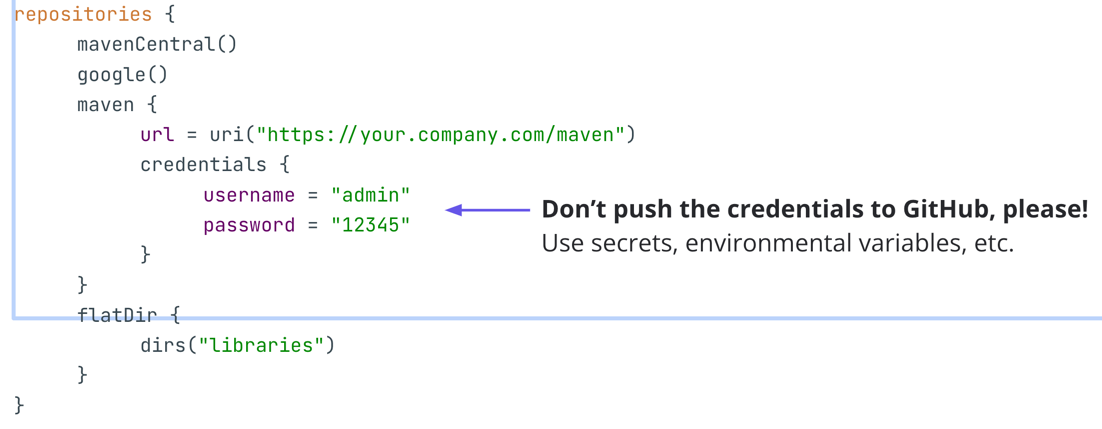 repositories {
mavenCentral()
google()
maven {
url = uri("https://your.company.com/maven")
credentials {
username = "admin"
password = "12345"
Don’t push the credentials to GitHub, please!
Use secrets, environmental variables, etc.
}
}
flatDir {
dirs("libraries")
}
}